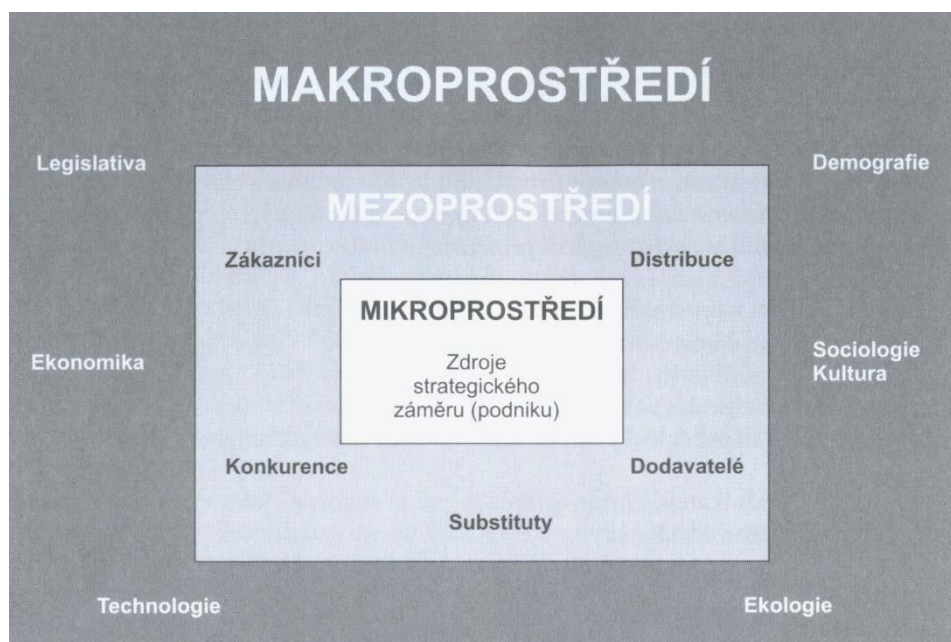 MAKROPROSTŘEDÍ
Legislativa
Demografie
MEZOPROSTŘEDÍ
Zákazníci
Distribuce
MIKROPROSTŘEDÍ
Zdroje
strategického
záměru (podniku)
Ekonomika
Sociologie
Kultura
Konkurence
Dodavatelé
Substituty
Technologie
Ekologie